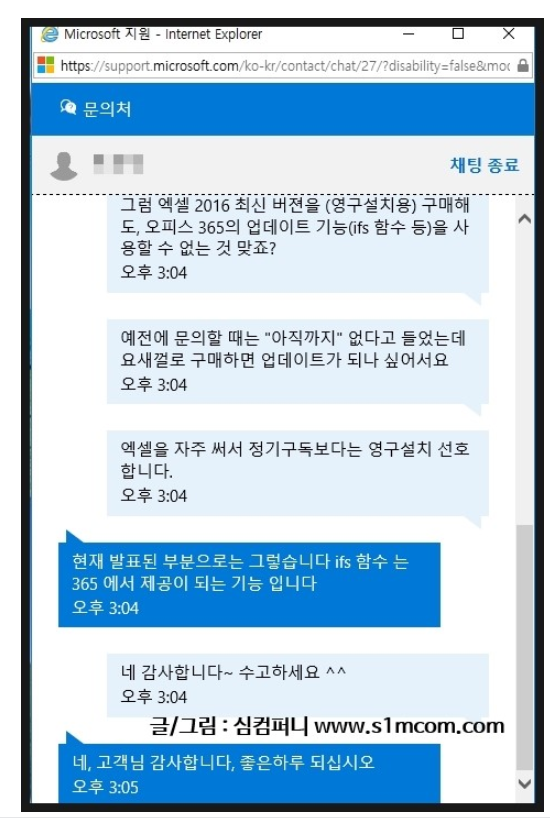 Microsoft 지원 - Internet Explorer
https://support.microsoft.com/ko-kr/contact/chat/27/?disability=false&moc
문의처
채팅 종료
그럼 엑셀 2016 최신 버젼을 (영구설치용) 구매해
도, 오피스 365의 업데이트 기능(ifs 함수 등)을 사
용할 수 없는 것 맞죠?
오후 3:04
예전에 문의할 때는 "아직까지" 없다고 들었는데
요새껄로 구매하면 업데이트가 되나 싶어서요
오후 3:04
엑셀을 자주 써서 정기구독보다는 영구설치 선호
합니다.
오후 3:04
현재 발표된 부분으로는 그렇습니다 ifs 함수 는
365 에서 제공이 되는 기능 입니다
오후 3:04
네 감사합니다~ 수고하세요 ^^
오후 3:04
글/그림 : 심컴퍼니 www.s1mcom.com
네, 고객님 감사합니다, 좋은하루 되십시오
오후 3:05